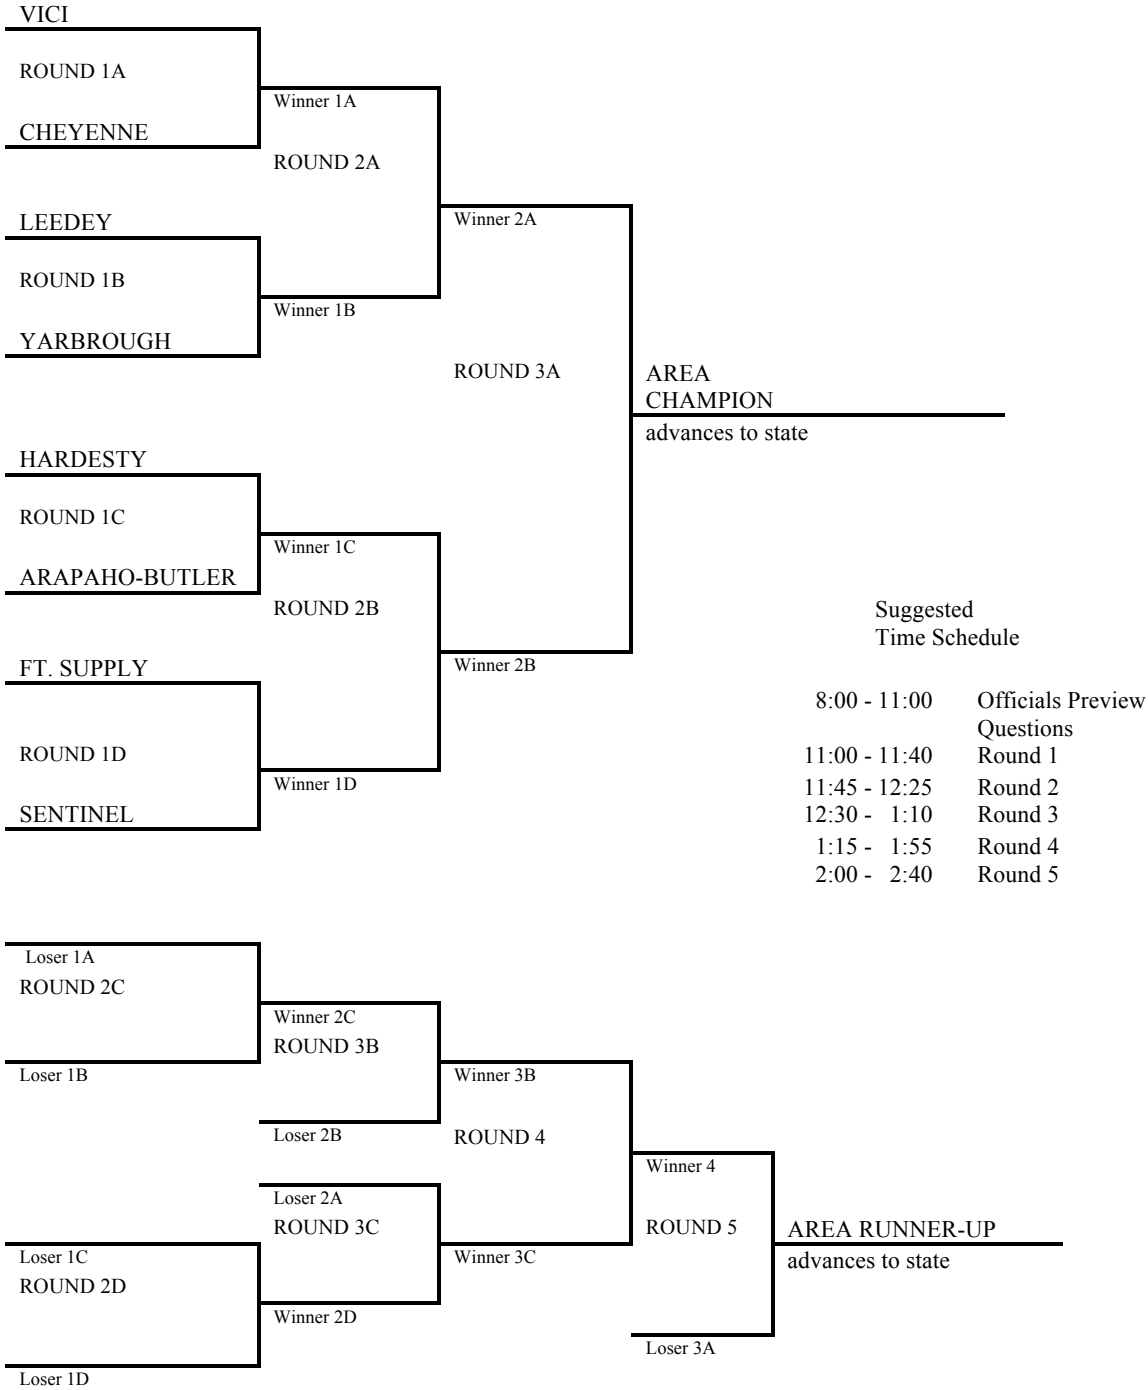 VICI
ROUND 1A
Winner 1A
CHEYENNE
ROUND 2A
LEEDEY
Winner 2A
ROUND 1B
Winner 1B
YARBROUGH
ROUND 3A
AREA
CHAMPION
advances to state
HARDESTY
ROUND 1C
Winner 1C
ARAPAHO-BUTLER
ROUND 2B
FT. SUPPLY
Winner 2B
ROUND 1D
Winner 1D
SENTINEL
Suggested
Time Schedule
8:00 - 11:00 Officials Preview
Questions
11:00 - 11:40 Round 1
11:45 - 12:25 Round 2
12:30 - 1:10 Round 3
1:15 - 1:55 Round 4
2:00 - 2:40 Round 5
Loser 1A
ROUND 2C
Winner 2C
ROUND 3B
Loser 1B
Winner 3B
Loser 2B
ROUND 4
Winner 4
Loser 2A
ROUND 3C
ROUND 5
AREA RUNNER-UP
advances to state
Loser 1C
Winner 3C
ROUND 2D
Winner 2D
Loser 3A
Loser 1D